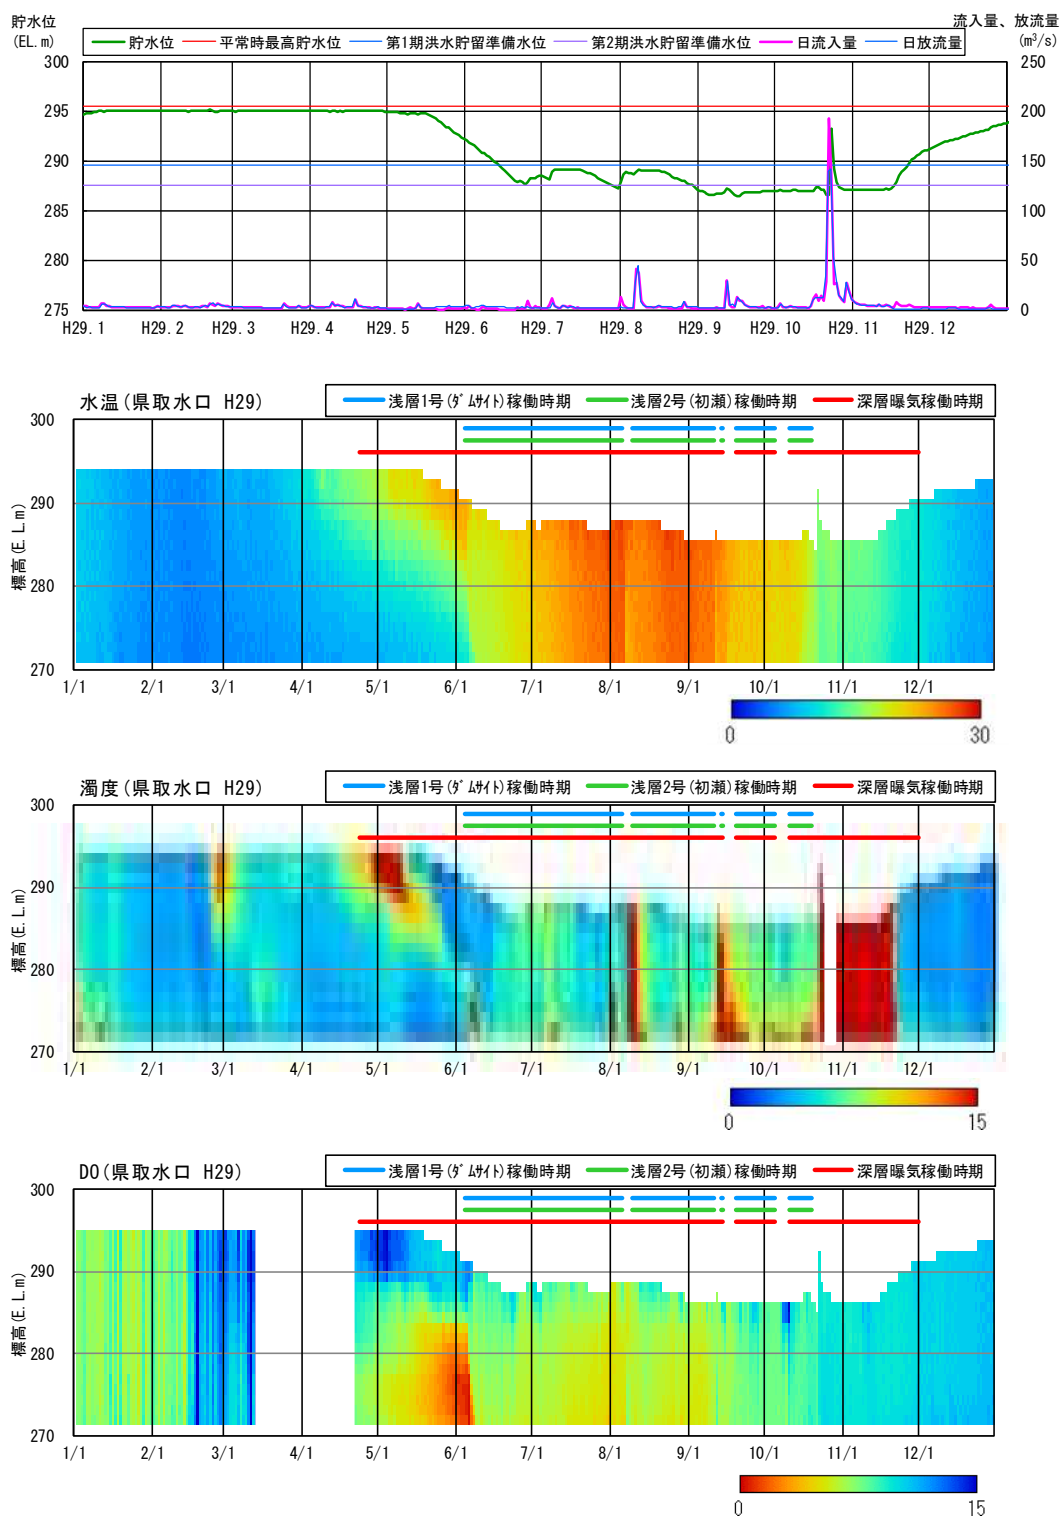 貯水位
(EL.m)
流入量、放流量
(m³/s)
貯水位 平常時最高貯水位 第1期洪水貯留準備水位 第2期洪水貯留準備水位 日流入量 日放流量
300 250
295 200
290 150
285 100
280 50
275 0
H29.1 H29.2 H29.3 H29.4 H29.5 H29.6 H29.7 H29.8 H29.9 H29.10 H29.11 H29.12
水温(県取水口 H29)
浅層1号(ﾀﾞﾑｻｲﾄ)稼働時期 浅層2号(初瀬)稼働時期 深層曝気稼働時期
標高(E.L.m)
300
290
280
270
1/1 2/1 3/1 4/1 5/1 6/1 7/1 8/1 9/1 10/1 11/1 12/1
0 30
濁度(県取水口 H29)
浅層1号(ﾀﾞﾑｻｲﾄ)稼働時期 浅層2号(初瀬)稼働時期 深層曝気稼働時期
標高(E.L.m)
300
290
280
270
1/1 2/1 3/1 4/1 5/1 6/1 7/1 8/1 9/1 10/1 11/1 12/1
0 15
DO(県取水口 H29)
浅層1号(ﾀﾞﾑｻｲﾄ)稼働時期 浅層2号(初瀬)稼働時期 深層曝気稼働時期
標高(E.L.m)
300
290
280
270
1/1 2/1 3/1 4/1 5/1 6/1 7/1 8/1 9/1 10/1 11/1 12/1
0 15